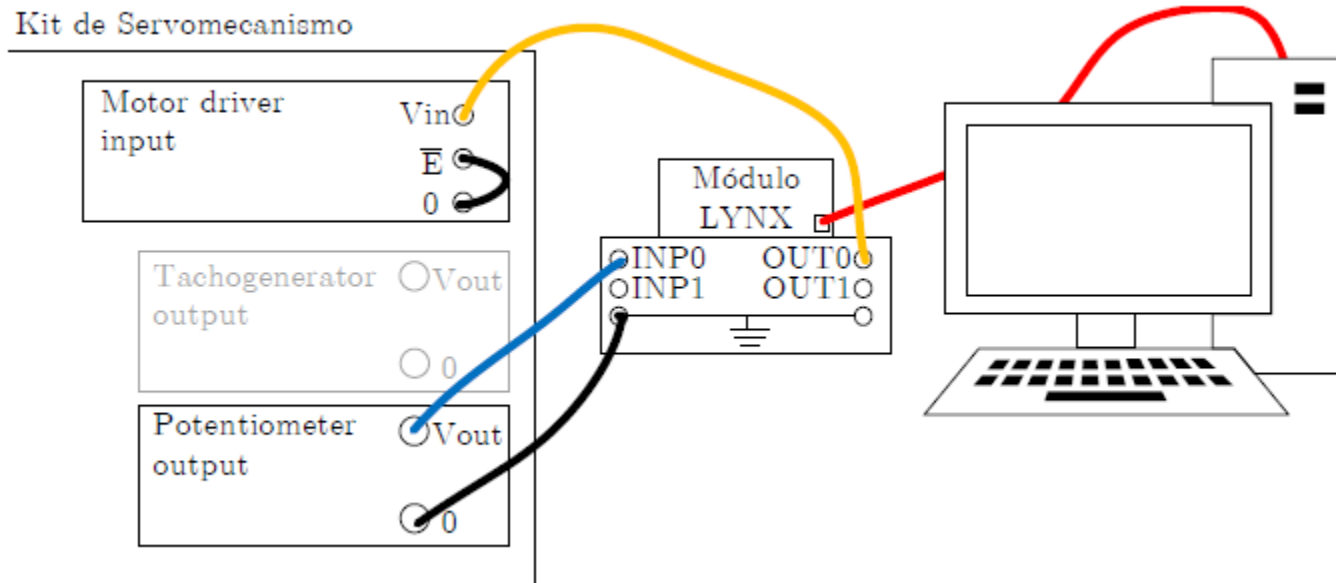 Kit de Servomecanismo
Motor driver
input
Vin
E̅
0
Tachogenerator
output
Vout
0
Potentiometer
output
Vout
0
Módulo
LYNX
INP0 OUT0
INP1 OUT1